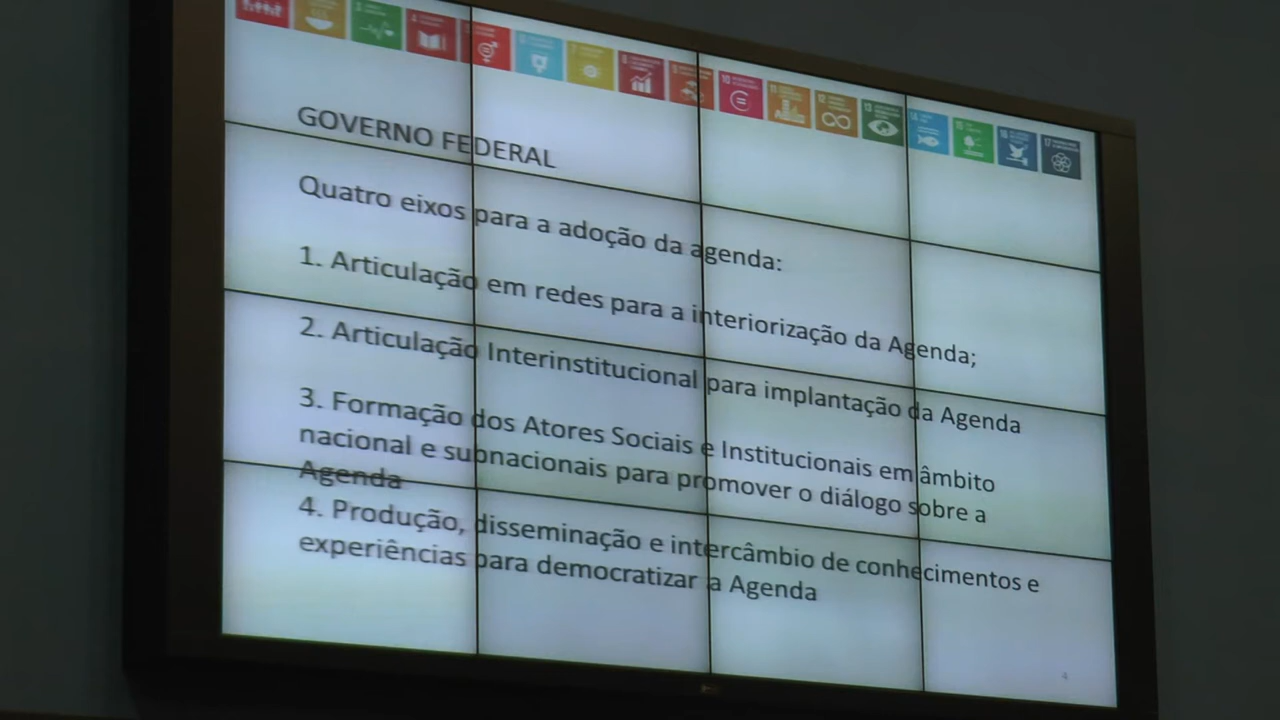 GOVERNO FEDERAL
Quatro eixos para a adoção da agenda:
1. Articulação em redes para a interiorização da Agenda;
2. Articulação Interinstitucional para implantação da Agenda
3. Formação dos Atores Sociais e Institucionais em âmbito
nacional e subnacionais para promover o diálogo sobre a
Agenda
4. Produção, disseminação e intercâmbio de conhecimentos e
experiências para democratizar a Agenda
4